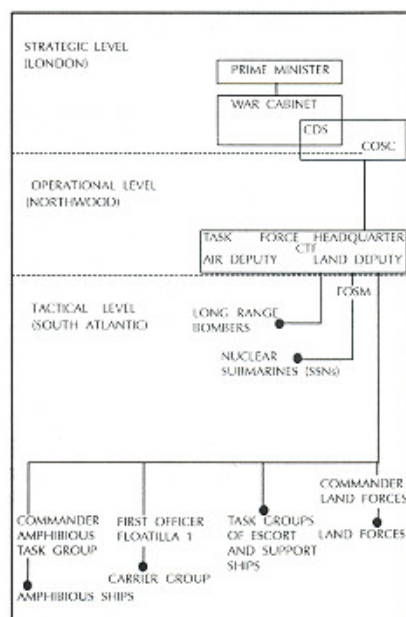 STRATEGIC LEVEL
(LONDON)
PRIME MINISTER
WAR CABINET
CDS
COSC
OPERATIONAL LEVEL
(NORTHWOOD)
TASK FORCE HEADQUARTER
CTF
AIR DEPUTY LAND DEPUTY
TACTICAL LEVEL
(SOUTH ATLANTIC)
FOSM
LONG RANGE
BOMBERS
NUCLEAR
SUBMARINES (SSNs)
COMMANDER
AMPHIBIOUS
TASK GROUP
AMPHIBIOUS SHIPS
FIRST OFFICER
FLOATILLA 1
CARRIER GROUP
TASK GROUPS
OF ESCORT
AND SUPPORT
SHIPS
COMMANDER
LAND FORCES
LAND FORCES